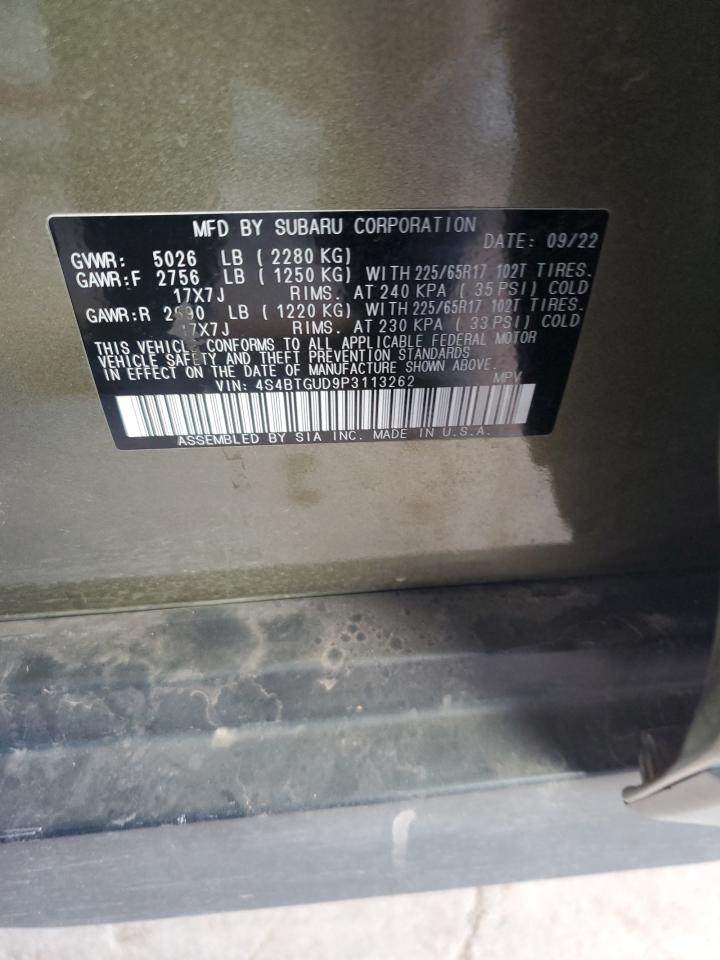 MFD BY SUBARU CORPORATION
DATE: 09/22
GVWR: 5026 LB ( 2280 KG)
GAWR:F 2756 LB ( 1250 KG) WITH 225/65R17 102T TIRES.
17X7J RIMS. AT 240 KPA ( 35 PSI) COLD
GAWR:R 2690 LB ( 1220 KG) WITH 225/65R17 102T TIRES.
17X7J RIMS. AT 230 KPA ( 33 PSI) COLD
THIS VEHICLE CONFORMS TO ALL APPLICABLE FEDERAL MOTOR
VEHICLE SAFETY AND THEFT PREVENTION STANDARDS
IN EFFECT ON THE DATE OF MANUFACTURE SHOWN ABOVE.
VIN: 4S4BTGUD9P3113262 MPV
ASSEMBLED BY SIA INC. MADE IN U.S.A.